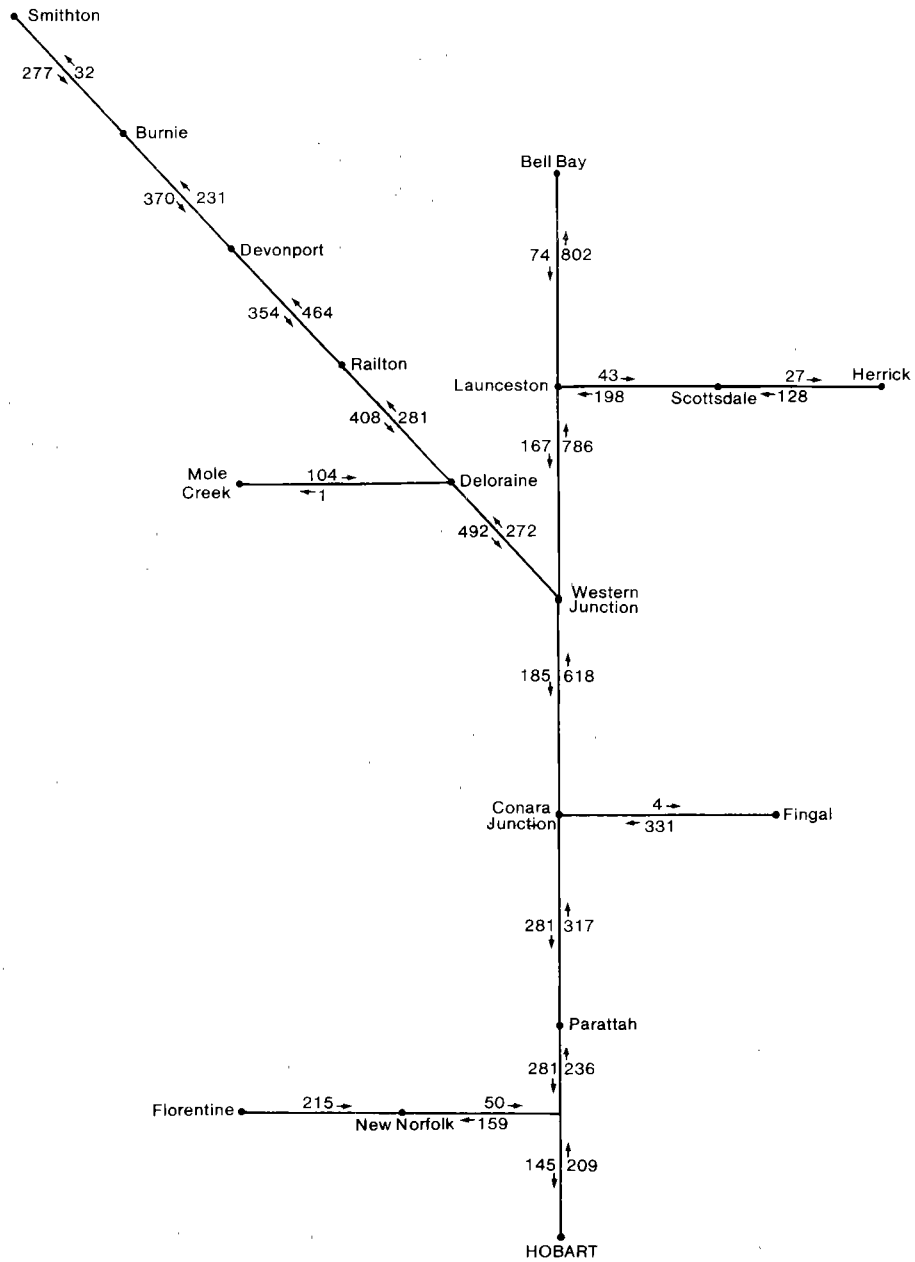 Smithton
277 32
Burnie
Bell Bay
370 231
Devonport
74 802
354 464
Railton
Launceston
43
198
Scottsdale
27
128
Herrick
408 281
167 786
Mole
Creek
104
1
Deloraine
492 272
Western
Junction
185 618
Conara
Junction
4
331
Fingal
281 317
Parattah
281 236
Florentine
215
New Norfolk
50
159
145 209
HOBART